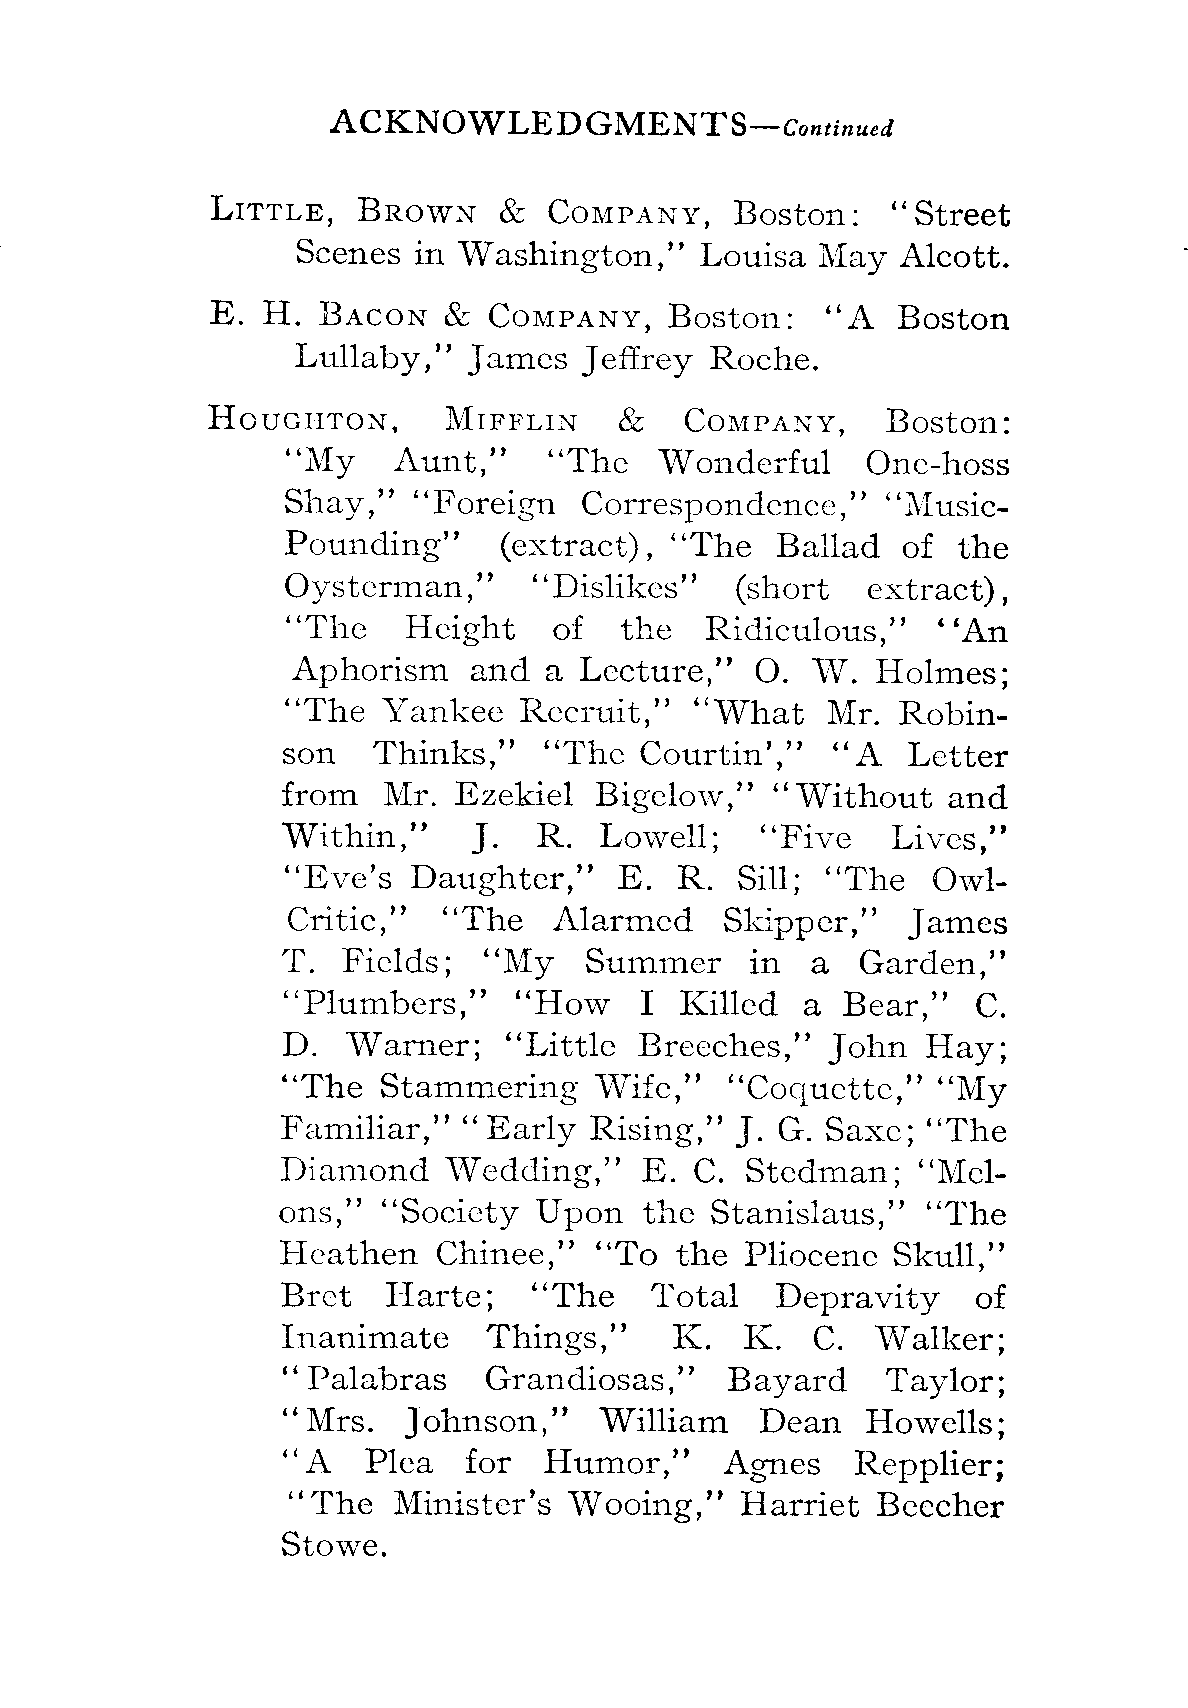 ACKNOWLEDGMENTS—Continued
LITTLE, BROWN & COMPANY, Boston: "Street
Scenes in Washington," Louisa May Alcott.
E. H. BACON & COMPANY, Boston: "A Boston
Lullaby," James Jeffrey Roche.
HOUGHTON, MIFFLIN & COMPANY, Boston:
"My Aunt," "The Wonderful One-hoss
Shay," "Foreign Correspondence," "Music-
Pounding" (extract), "The Ballad of the
Oysterman," "Dislikes" (short extract),
"The Height of the Ridiculous," "An
Aphorism and a Lecture," O. W. Holmes;
"The Yankee Recruit," "What Mr. Robin-
son Thinks," "The Courtin'," "A Letter
from Mr. Ezekiel Bigelow," "Without and
Within," J. R. Lowell; "Five Lives,"
"Eve's Daughter," E. R. Sill; "The Owl-
Critic," "The Alarmed Skipper," James
T. Fields; "My Summer in a Garden,"
"Plumbers," "How I Killed a Bear," C.
D. Warner; "Little Breeches," John Hay;
"The Stammering Wife," "Coquette," "My
Familiar," "Early Rising," J. G. Saxe; "The
Diamond Wedding," E. C. Stedman; "Mel-
ons," "Society Upon the Stanislaus," "The
Heathen Chinee," "To the Pliocene Skull,"
Bret Harte; "The Total Depravity of
Inanimate Things," K. K. C. Walker;
"Palabras Grandiosas," Bayard Taylor;
"Mrs. Johnson," William Dean Howells;
"A Plea for Humor," Agnes Repplier;
"The Minister's Wooing," Harriet Beecher
Stowe.